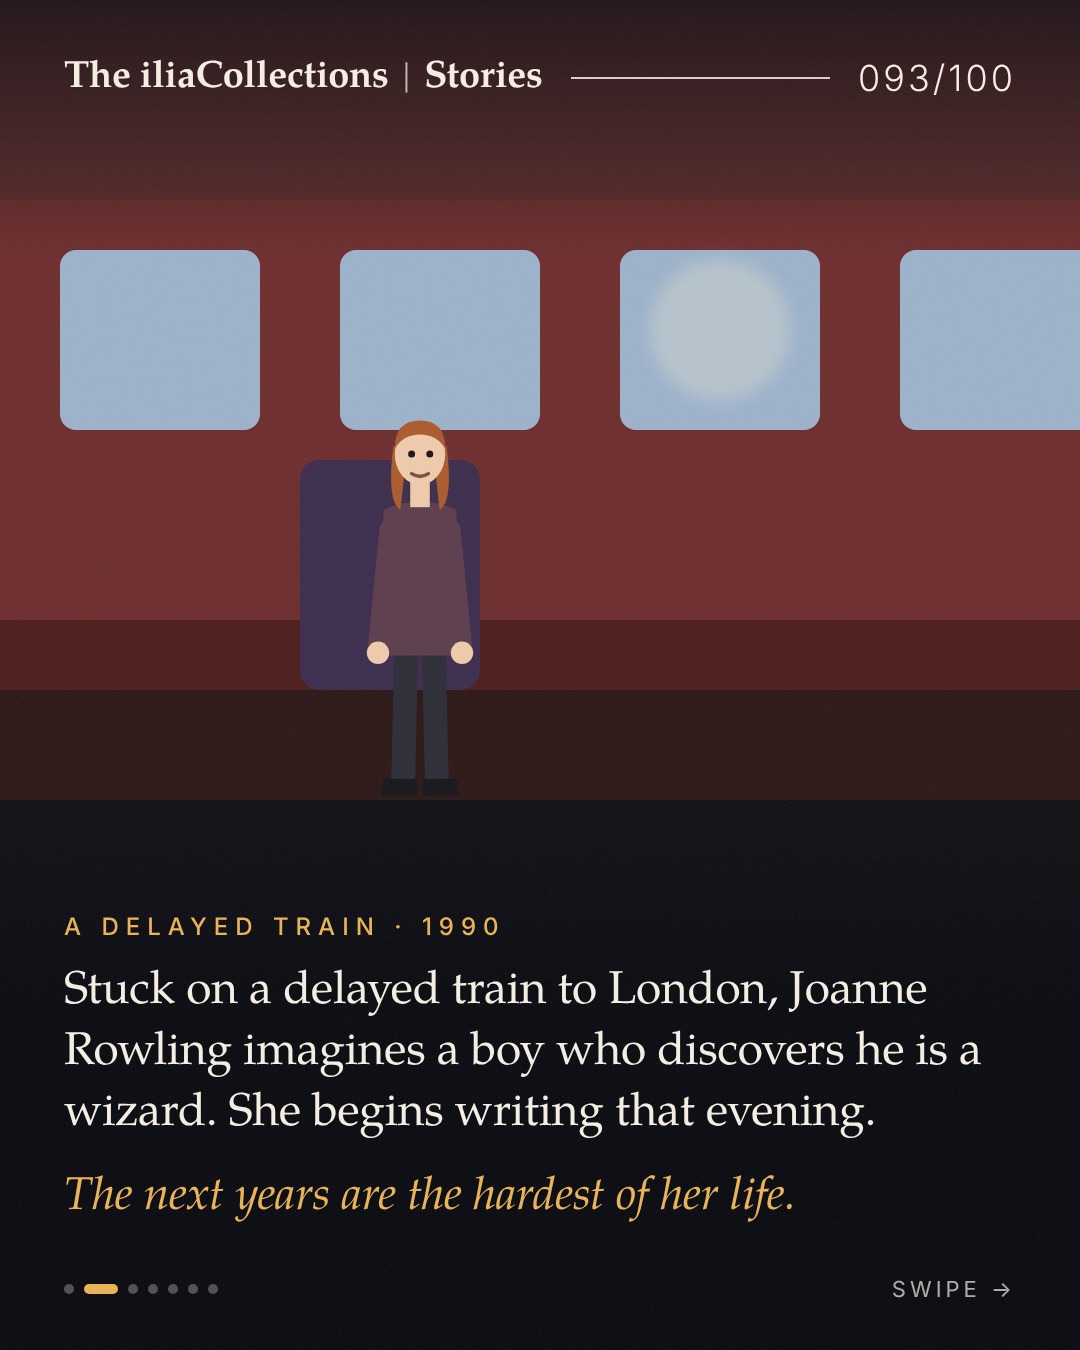 The iliaCollections | Stories 093/100
A DELAYED TRAIN · 1990
Stuck on a delayed train to London, Joanne
Rowling imagines a boy who discovers he is a
wizard. She begins writing that evening.
The next years are the hardest of her life.
SWIPE →